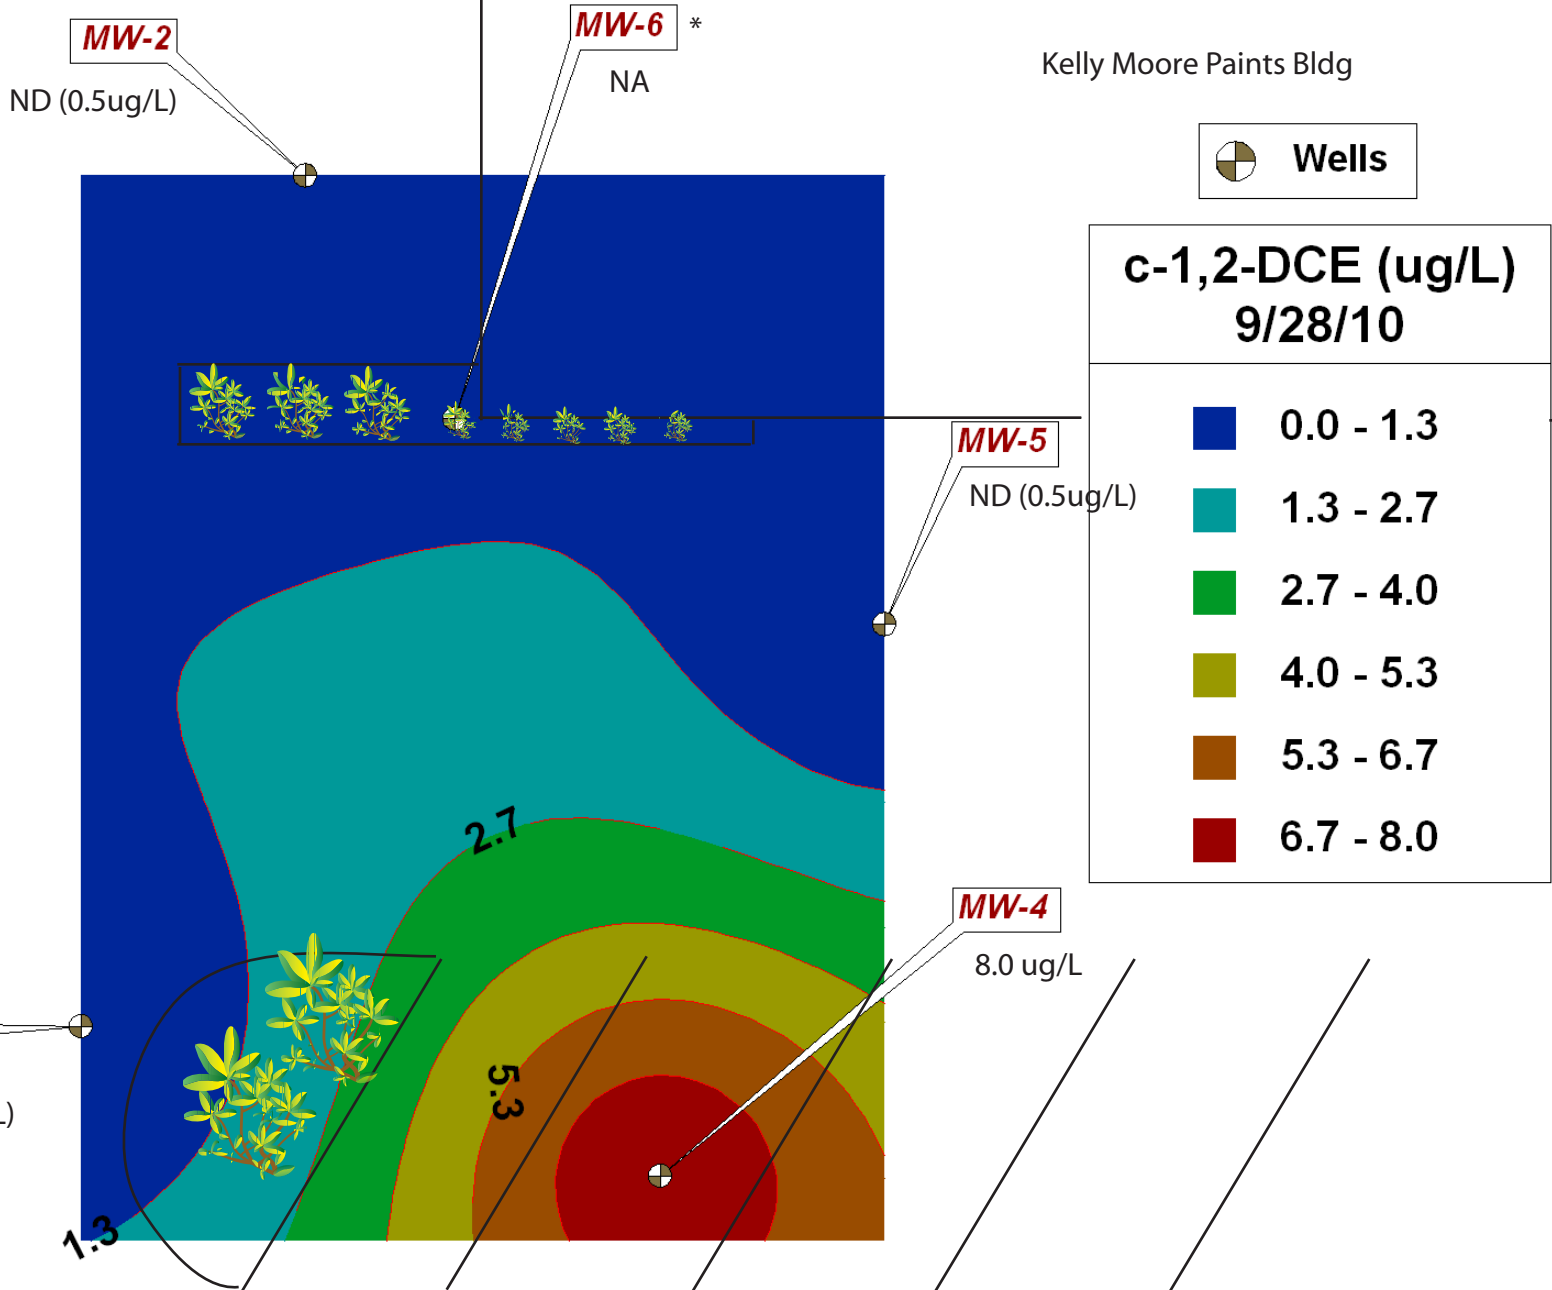 MW-2
ND (0.5ug/L)
MW-6 *
NA
Kelly Moore Paints Bldg
Wells
c-1,2-DCE (ug/L)
9/28/10
0.0 - 1.3
1.3 - 2.7
2.7 - 4.0
4.0 - 5.3
5.3 - 6.7
6.7 - 8.0
MW-5
ND (0.5ug/L)
2.7
MW-4
8.0 ug/L
5.3
L)
1.3